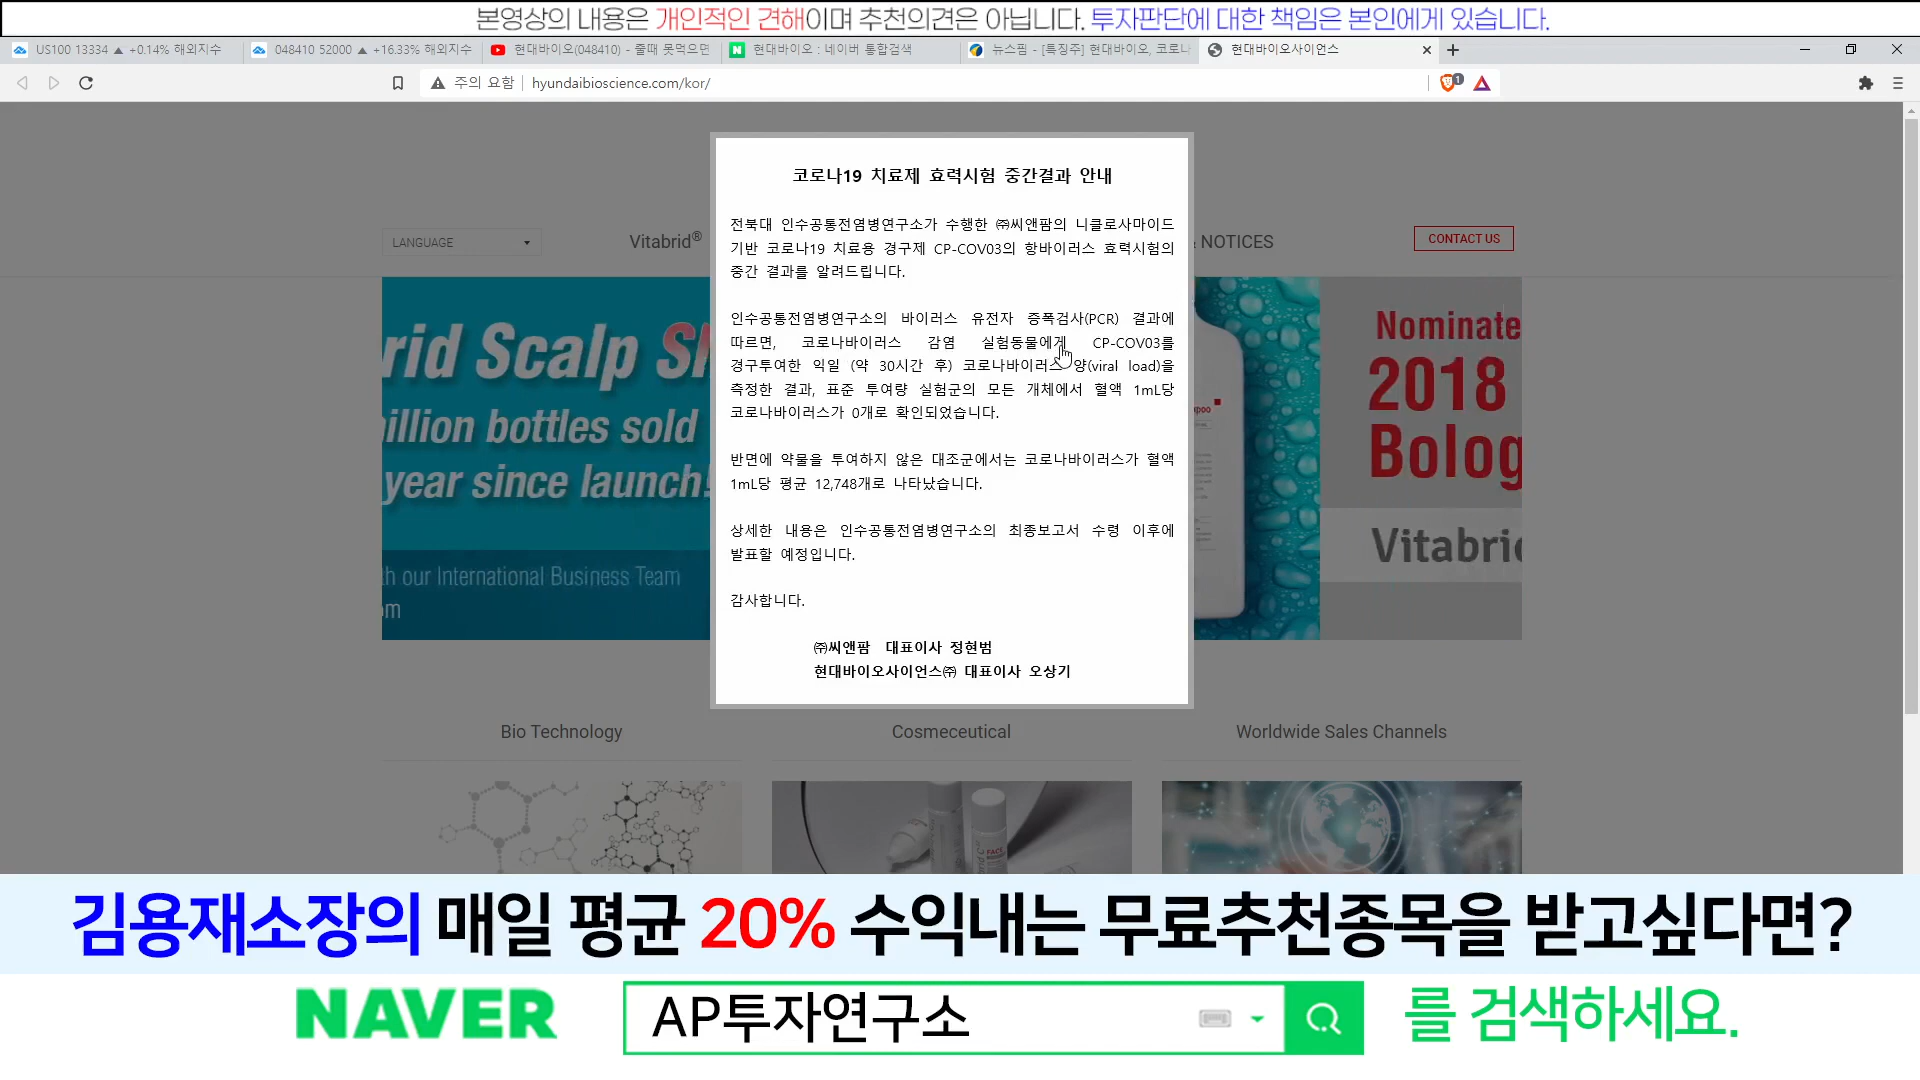 본영상의 내용은 개인적인 견해이며 추천의견은 아닙니다. 투자판단에 대한 책임은 본인에게 있습니다.
US100 13334 ▲ +0.14% 해외지수
048410 52000 ▲ +16.33% 해외지수
현대바이오(048410) - 줄때 못먹으면
현대바이오 : 네이버 통합검색
뉴스핌 - [특징주] 현대바이오, 코로나
현대바이오사이언스
주의 요함 hyundaibioscience.com/kor/
1
LANGUAGE
Vitabrid®
NOTICES
CONTACT US
코로나19 치료제 효력시험 중간결과 안내
전북대 인수공통전염병연구소가 수행한 ㈜씨앤팜의 니클로사마이드
기반 코로나19 치료용 경구제 CP-COV03의 항바이러스 효력시험의
중간 결과를 알려드립니다.
인수공통전염병연구소의 바이러스 유전자 증폭검사(PCR) 결과에
따르면, 코로나바이러스 감염 실험동물에게 CP-COV03를
경구투여한 익일 (약 30시간 후) 코로나바이러스 양(viral load)을
측정한 결과, 표준 투여량 실험군의 모든 개체에서 혈액 1mL당
코로나바이러스가 0개로 확인되었습니다.
반면에 약물을 투여하지 않은 대조군에서는 코로나바이러스가 혈액
1mL당 평균 12,748개로 나타났습니다.
상세한 내용은 인수공통전염병연구소의 최종보고서 수령 이후에
발표할 예정입니다.
감사합니다.
㈜씨앤팜 대표이사 정현범
현대바이오사이언스㈜ 대표이사 오상기
rid Scalp S
illion bottles sold
year since launch!
th our International Business Team
om
Nominate
2018
Bolog
Vitabri
Bio Technology
Cosmeceutical
Worldwide Sales Channels
FACE
김용재소장의 매일 평균 20% 수익내는 무료추천종목을 받고싶다면?
NAVER AP투자연구소 를 검색하세요.